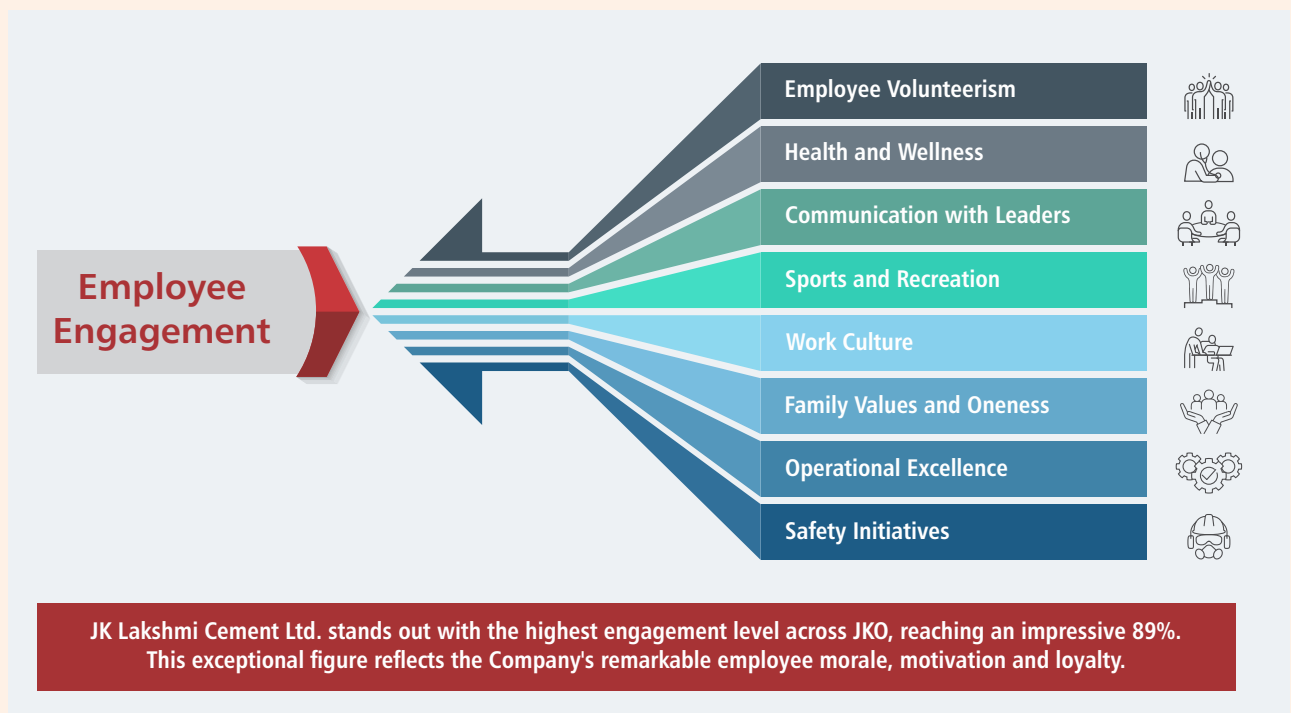 Employee Volunteerism
Health and Wellness
Communication with Leaders
Sports and Recreation
Employee
Engagement
Work Culture
Family Values and Oneness
Operational Excellence
Safety Initiatives
JK Lakshmi Cement Ltd. stands out with the highest engagement level across JKO, reaching an impressive 89%.
This exceptional figure reflects the Company's remarkable employee morale, motivation and loyalty.